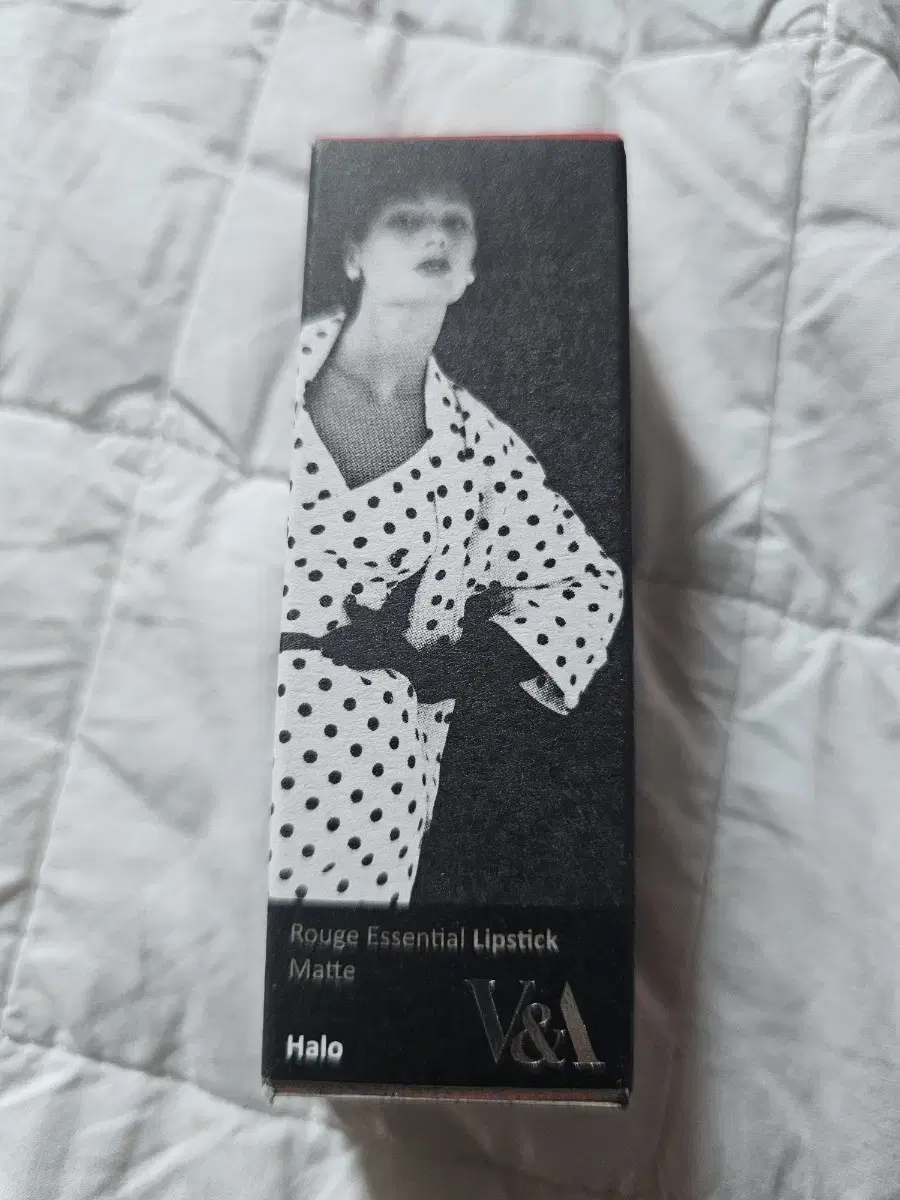 Rouge Essential Lipstick
Matte
V&A
Halo